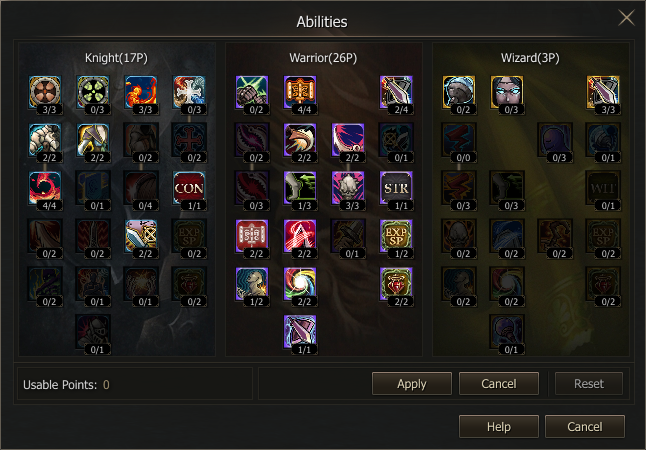 Abilities
Knight(17P) Warrior(26P) Wizard(3P)
3/3 0/3 3/3 0/3 0/2 4/4 2/4 0/2 0/3 3/3
2/2 2/2 0/2 0/2 0/2 2/2 2/2 0/1 0/0 0/3 0/1
CON STR WIT
4/4 0/1 0/4 1/1 0/3 1/3 3/3 1/1 0/3 0/3 0/1
EXP SP EXP SP EXP SP
0/2 0/2 2/2 0/2 2/2 2/2 0/1 2/2 0/2 0/2 0/2 0/2
0/2 0/1 0/1 0/2 1/2 2/2 2/2 0/2 0/2 0/2
0/1 1/1 0/1
Usable Points: 0
Apply Cancel Reset
Help Cancel